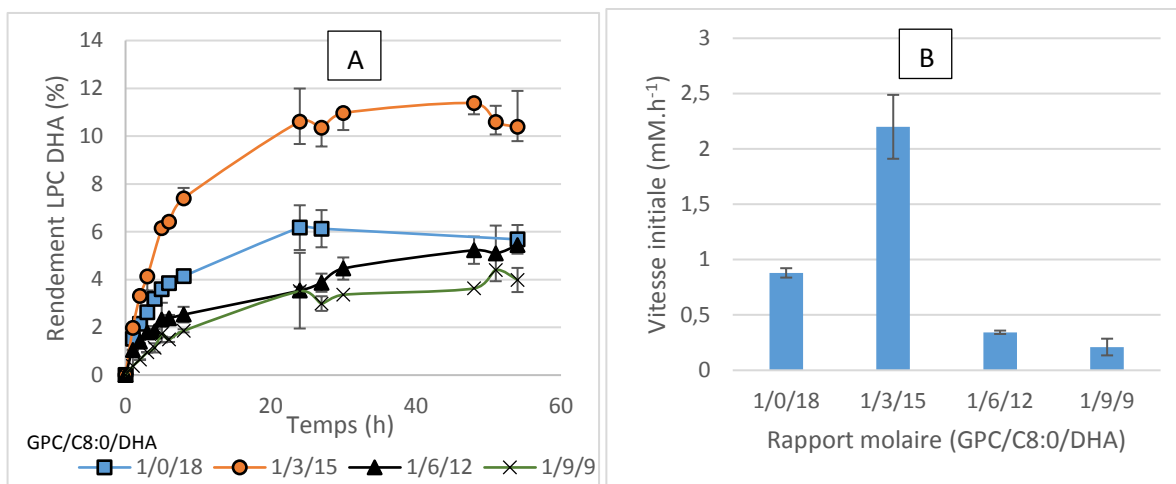 A
Rendement LPC DHA (%)
14
12
10
8
6
4
2
0
0 20 40 60
Temps (h)
GPC/C8:0/DHA
1/0/18 1/3/15 1/6/12 1/9/9
B
Vitesse initiale (mM.h-1)
3
2,5
2
1,5
1
0,5
0
1/0/18 1/3/15 1/6/12 1/9/9
Rapport molaire (GPC/C8:0/DHA)